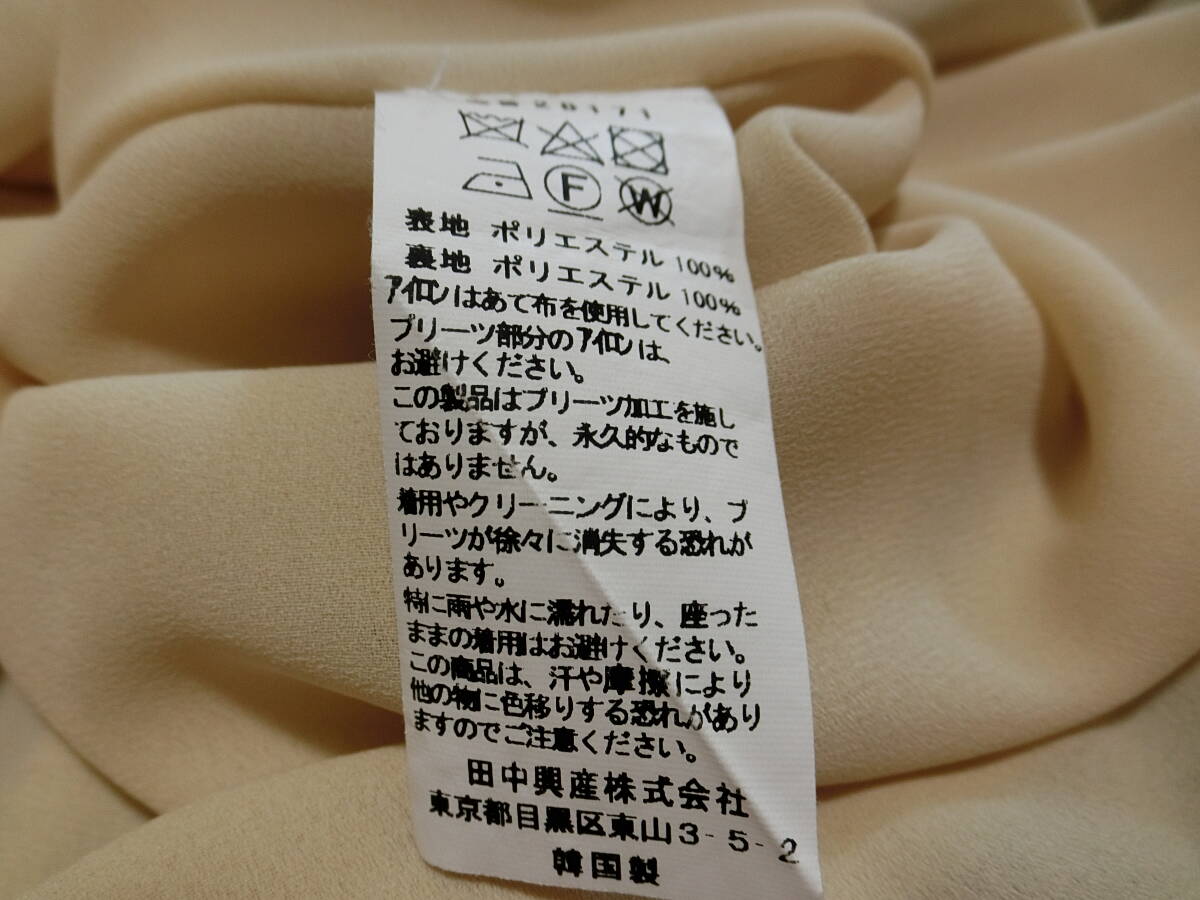 F W
表地 ポリエステル 100%
裏地 ポリエステル 100%
アイロンはあて布を使用してください。
プリーツ部分のアイロンは、
お避けください。
この製品はプリーツ加工を施し
ておりますが、永久的なもので
はありません。
着用やクリーニングにより、プ
リーツが徐々に消失する恐れが
あります。
特に雨や水に濡れたり、座った
ままの着用はお避けください。
この商品は、汗や摩擦により
他の物に色移りする恐れがあり
ますのでご注意ください。
田中興産株式会社
東京都目黒区東山3-5-2
韓国製